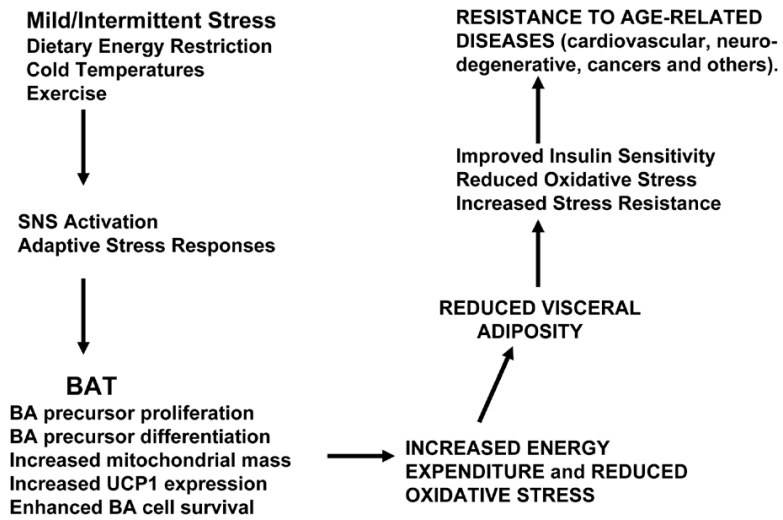 Mild/Intermittent Stress
Dietary Energy Restriction
Cold Temperatures
Exercise
SNS Activation
Adaptive Stress Responses
BAT
BA precursor proliferation
BA precursor differentiation
Increased mitochondrial mass
Increased UCP1 expression
Enhanced BA cell survival
INCREASED ENERGY
EXPENDITURE and REDUCED
OXIDATIVE STRESS
REDUCED VISCERAL
ADIPOSITY
Improved Insulin Sensitivity
Reduced Oxidative Stress
Increased Stress Resistance
RESISTANCE TO AGE-RELATED
DISEASES (cardiovascular, neuro-
degenerative, cancers and others).